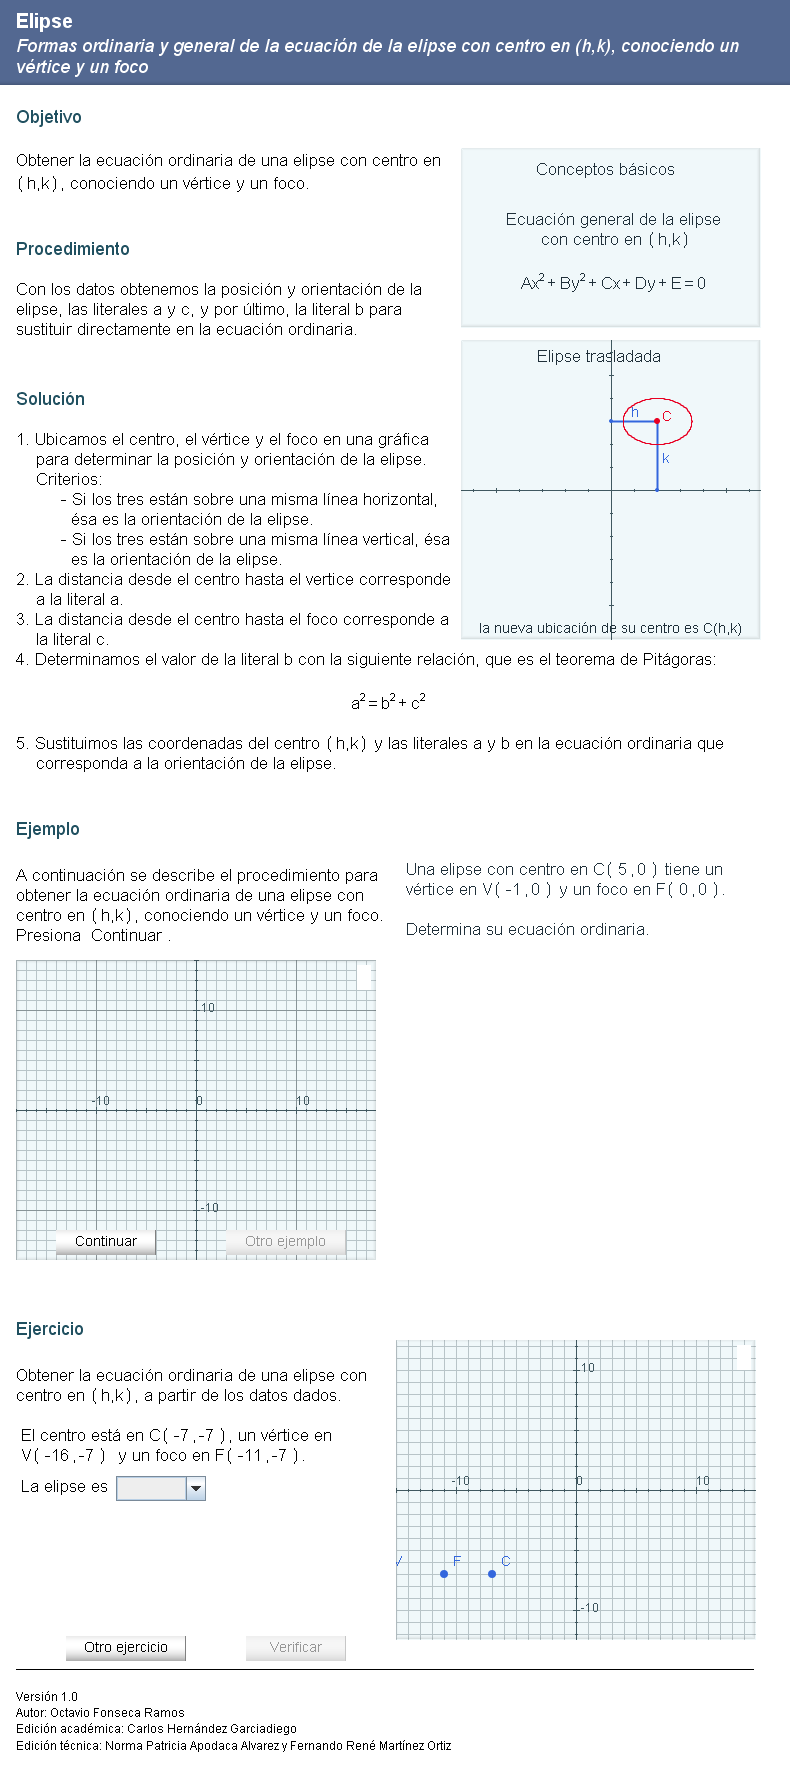 Elipse
Formas ordinaria y general de la ecuación de la elipse con centro en (h,k), conociendo un
vértice y un foco
Objetivo
Obtener la ecuación ordinaria de una elipse con centro en
(h,k), conociendo un vértice y un foco.
Conceptos básicos
Ecuación general de la elipse
con centro en (h,k)
Ax² + By² + Cx + Dy + E = 0
Procedimiento
Con los datos obtenemos la posición y orientación de la
elipse, las literales a y c, y por último, la literal b para
sustituir directamente en la ecuación ordinaria.
Elipse trasladada
h
C
k
la nueva ubicación de su centro es C(h,k)
Solución
1. Ubicamos el centro, el vértice y el foco en una gráfica
para determinar la posición y orientación de la elipse.
Criterios:
- Si los tres están sobre una misma línea horizontal,
ésa es la orientación de la elipse.
- Si los tres están sobre una misma línea vertical, ésa
es la orientación de la elipse.
2. La distancia desde el centro hasta el vertice corresponde
a la literal a.
3. La distancia desde el centro hasta el foco corresponde a
la literal c.
4. Determinamos el valor de la literal b con la siguiente relación, que es el teorema de Pitágoras:
a² = b² + c²
5. Sustituimos las coordenadas del centro (h,k) y las literales a y b en la ecuación ordinaria que
corresponda a la orientación de la elipse.
Ejemplo
A continuación se describe el procedimiento para
obtener la ecuación ordinaria de una elipse con
centro en (h,k), conociendo un vértice y un foco.
Presiona Continuar .
Una elipse con centro en C( 5 ,0 ) tiene un
vértice en V( -1 ,0 ) y un foco en F( 0 ,0 ).
Determina su ecuación ordinaria.
10
-10
0
10
-10
Continuar
Otro ejemplo
Ejercicio
Obtener la ecuación ordinaria de una elipse con
centro en (h,k), a partir de los datos dados.
El centro está en C( -7 ,-7 ), un vértice en
V( -16 ,-7 ) y un foco en F( -11 ,-7 ).
La elipse es
10
-10
0
10
V
F
C
-10
Otro ejercicio
Verificar
Versión 1.0
Autor: Octavio Fonseca Ramos
Edición académica: Carlos Hernández Garciadiego
Edición técnica: Norma Patricia Apodaca Alvarez y Fernando René Martínez Ortiz